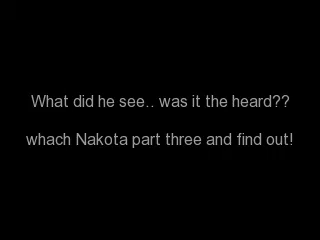 What did he see.. was it the heard??
whach Nakota part three and find out!